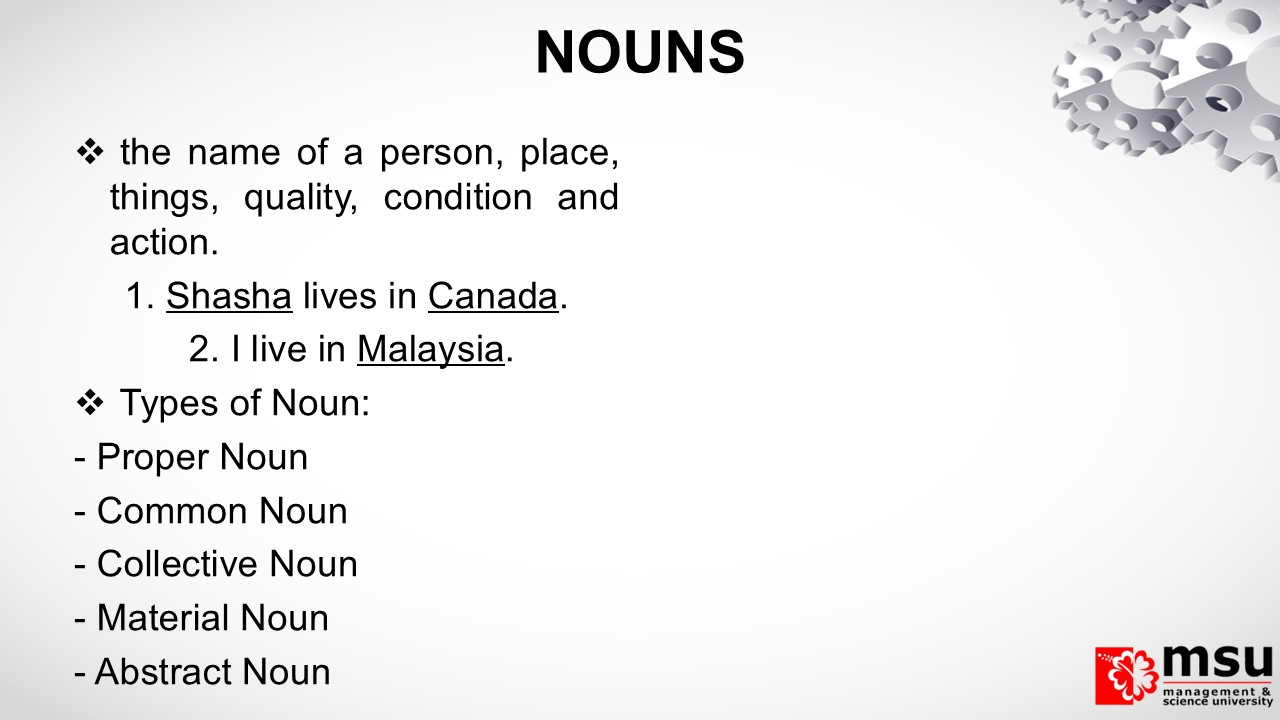 NOUNS
❖ the name of a person, place,
things, quality, condition and
action.
1. Shasha lives in Canada.
2. I live in Malaysia.
❖ Types of Noun:
- Proper Noun
- Common Noun
- Collective Noun
- Material Noun
- Abstract Noun
msu
management &
science university